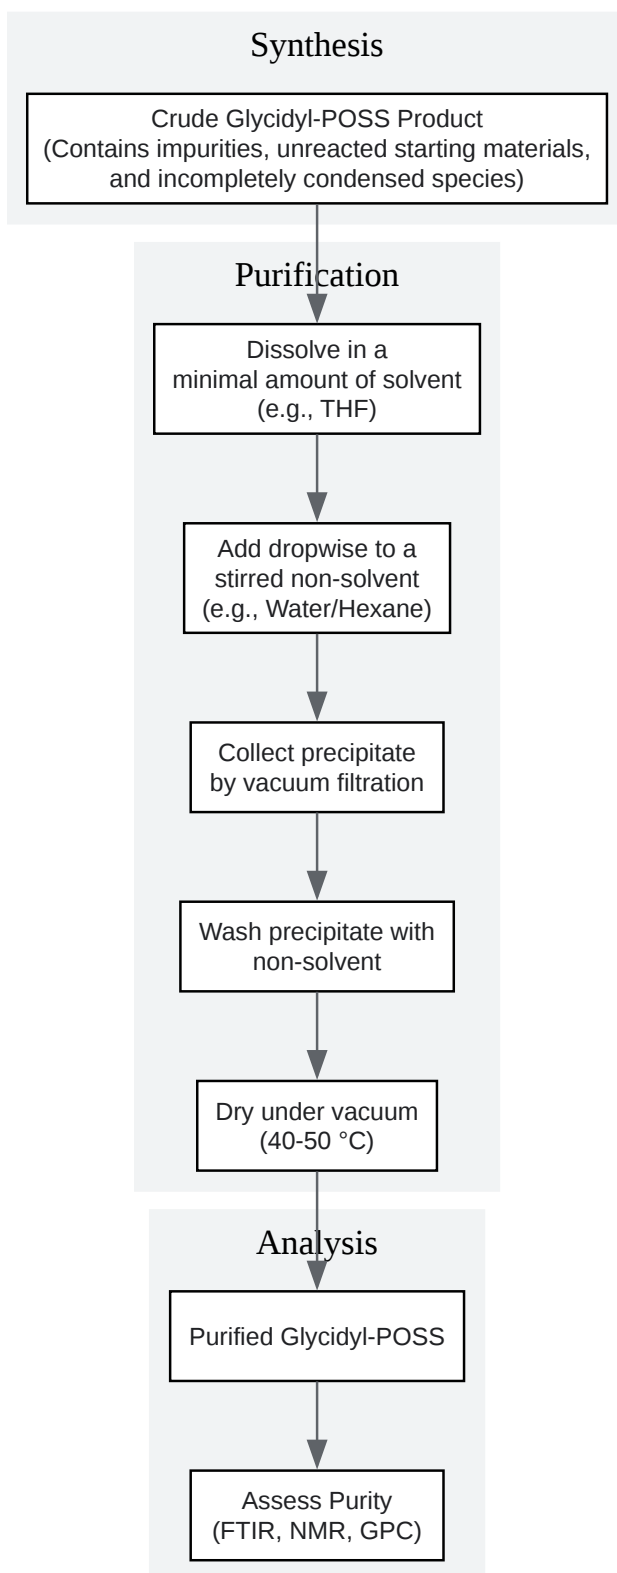 Synthesis
Crude Glycidyl-POSS Product
(Contains impurities, unreacted starting materials,
and incompletely condensed species)
Purification
Dissolve in a
minimal amount of solvent
(e.g., THF)
Add dropwise to a
stirred non-solvent
(e.g., Water/Hexane)
Collect precipitate
by vacuum filtration
Wash precipitate with
non-solvent
Dry under vacuum
(40-50 °C)
Analysis
Purified Glycidyl-POSS
Assess Purity
(FTIR, NMR, GPC)